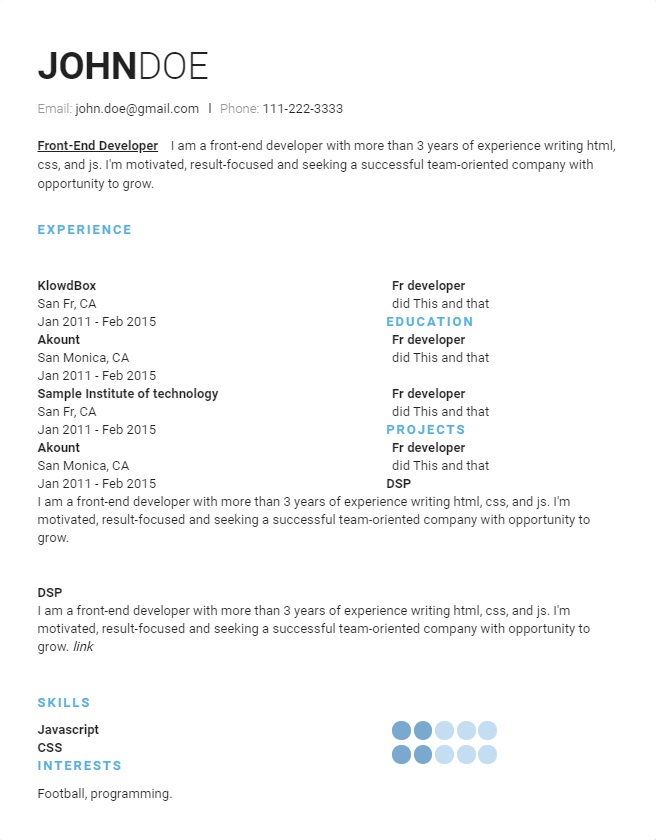 JOHNDOE
Email: john.doe@gmail.com | Phone: 111-222-3333
Front-End Developer I am a front-end developer with more than 3 years of experience writing html,
css, and js. I'm motivated, result-focused and seeking a successful team-oriented company with
opportunity to grow.
EXPERIENCE
KlowdBox Fr developer
San Fr, CA did This and that
Jan 2011 - Feb 2015 EDUCATION
Akount Fr developer
San Monica, CA did This and that
Jan 2011 - Feb 2015
Sample Institute of technology Fr developer
San Fr, CA did This and that
Jan 2011 - Feb 2015 PROJECTS
Akount Fr developer
San Monica, CA did This and that
Jan 2011 - Feb 2015 DSP
I am a front-end developer with more than 3 years of experience writing html, css, and js. I'm
motivated, result-focused and seeking a successful team-oriented company with opportunity to
grow.
DSP
I am a front-end developer with more than 3 years of experience writing html, css, and js. I'm
motivated, result-focused and seeking a successful team-oriented company with opportunity to
grow. link
SKILLS
Javascript
CSS
INTERESTS
Football, programming.